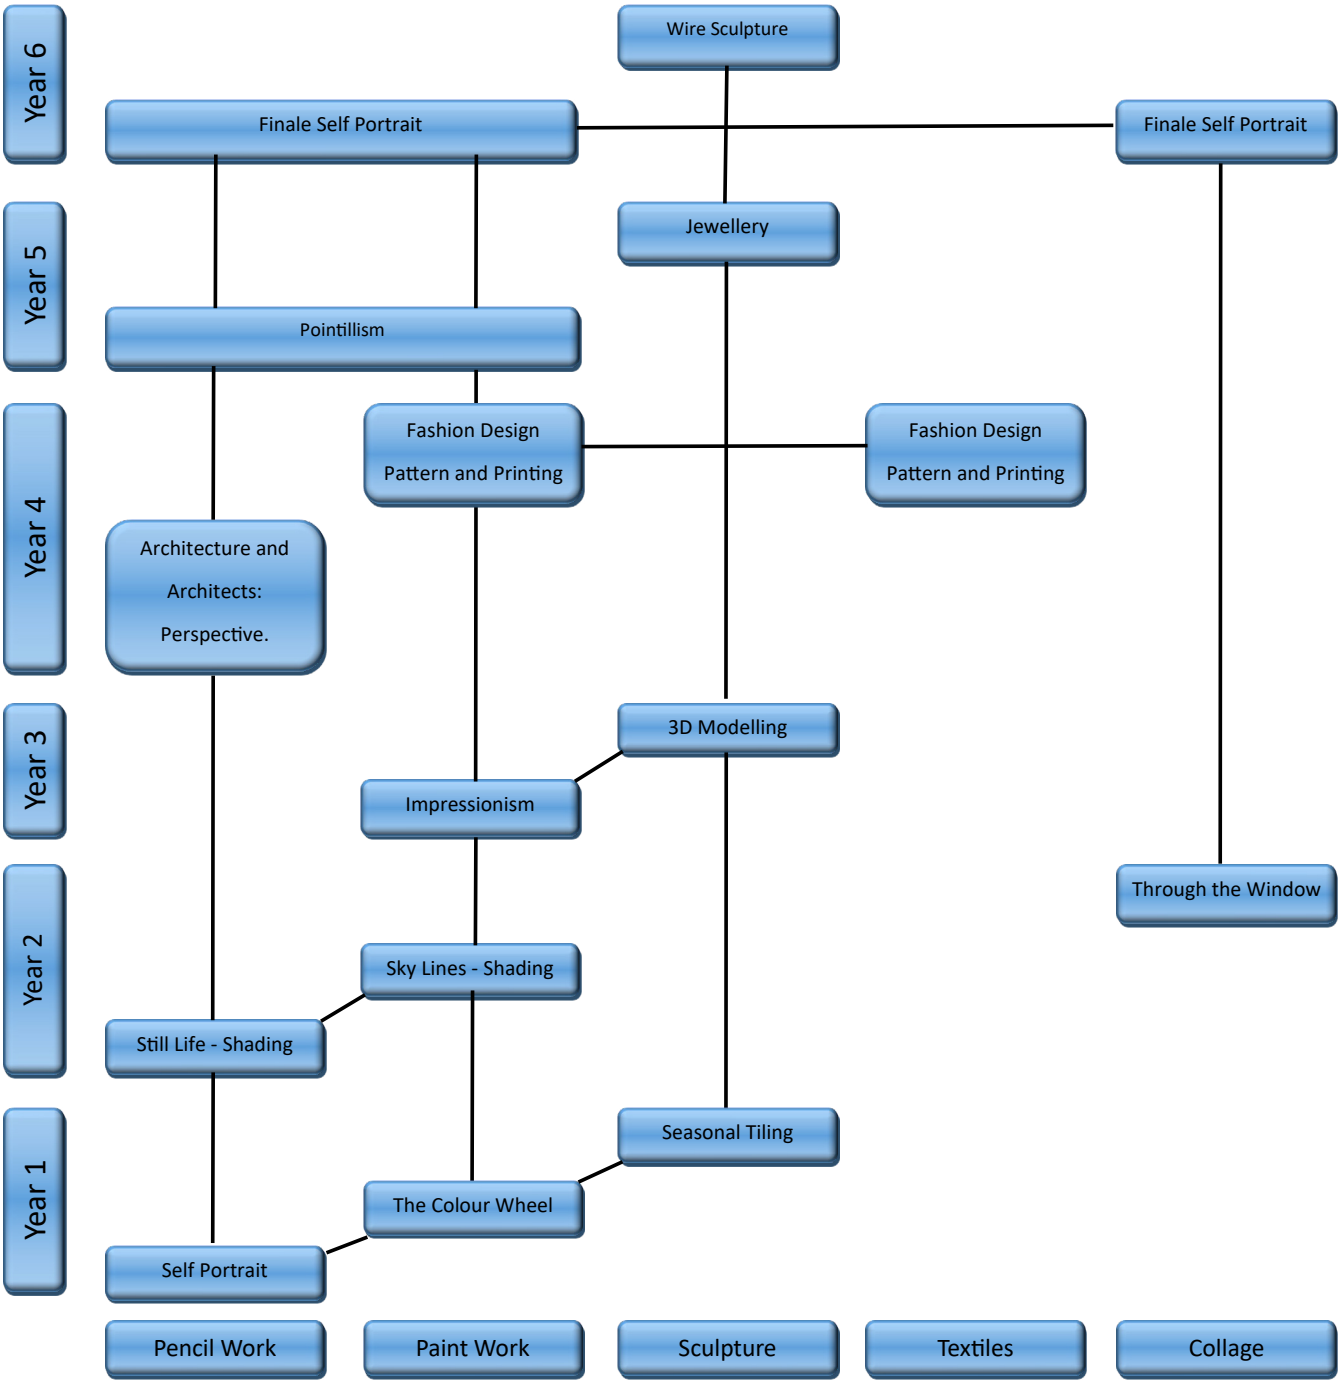 Year 6
Wire Sculpture
Finale Self Portrait
Finale Self Portrait
Year 5
Jewellery
Pointillism
Year 4
Fashion Design
Pattern and Printing
Fashion Design
Pattern and Printing
Architecture and
Architects:
Perspective.
Year 3
3D Modelling
Impressionism
Year 2
Through the Window
Sky Lines - Shading
Still Life - Shading
Year 1
Seasonal Tiling
The Colour Wheel
Self Portrait
Pencil Work
Paint Work
Sculpture
Textiles
Collage